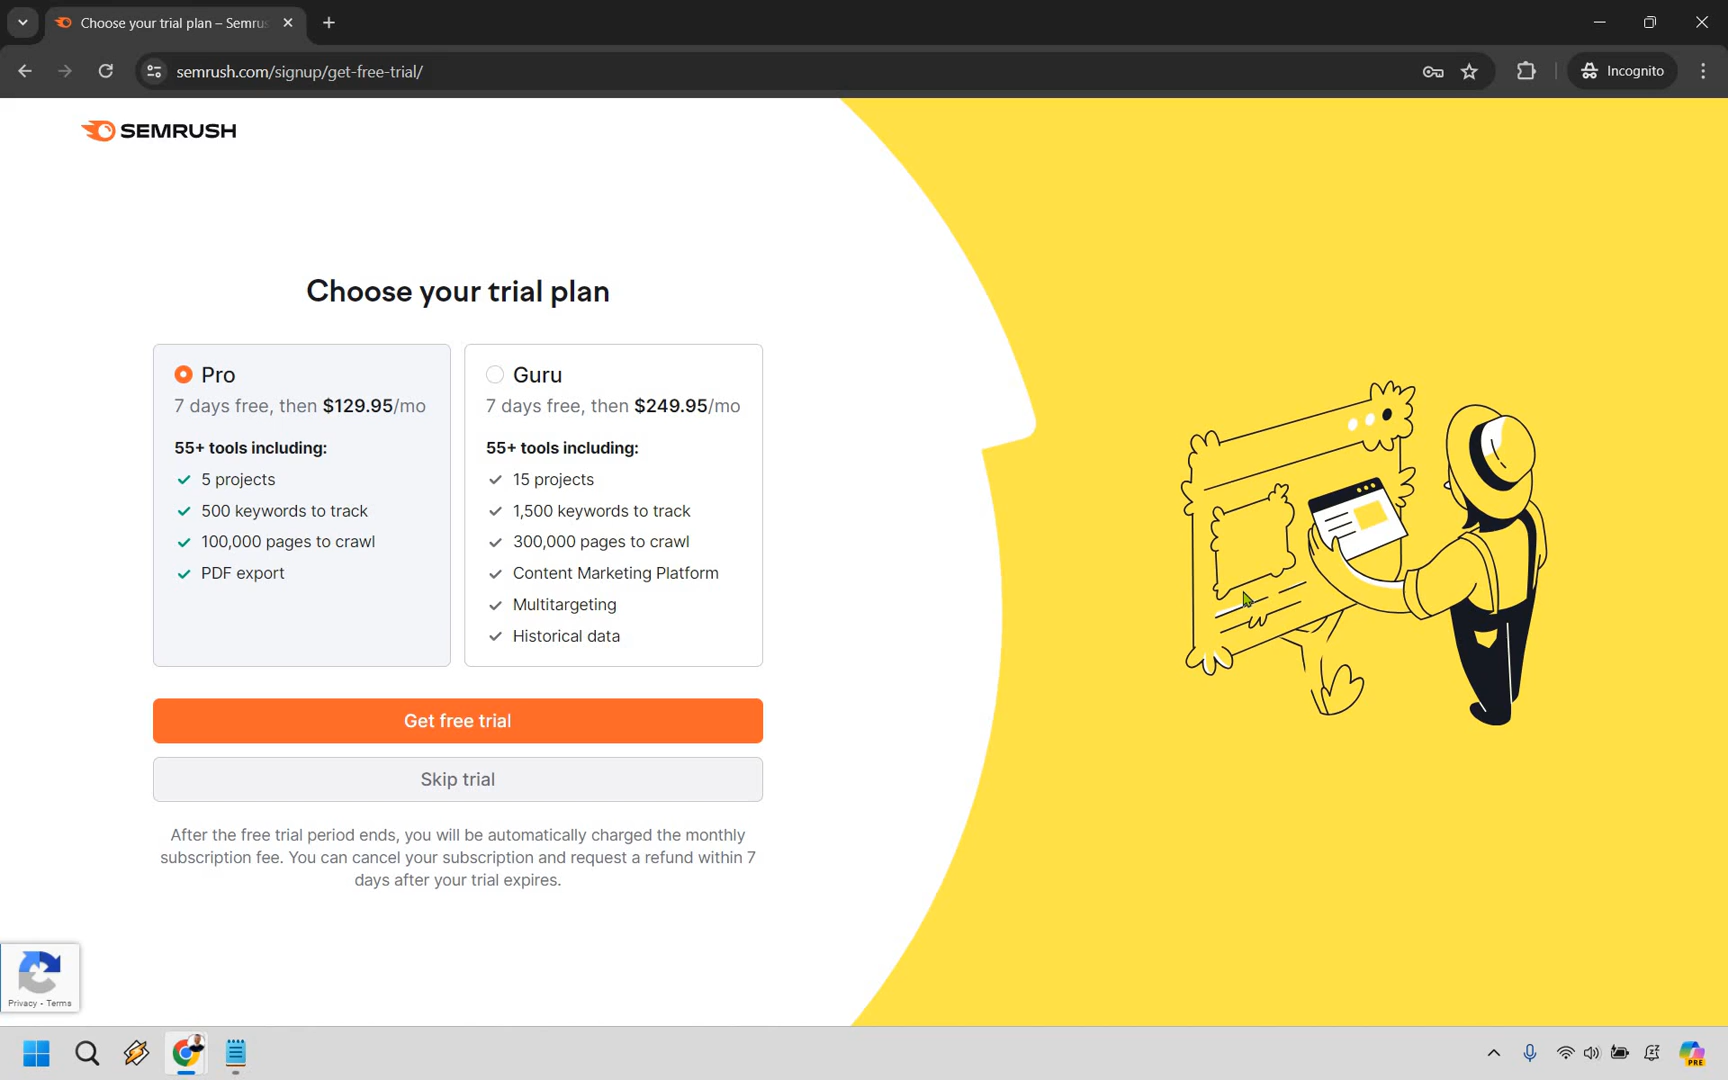 Choose your trial plan – Semrus
semrush.com/signup/get-free-trial/
Incognito
SEMRUSH
Choose your trial plan
Pro
7 days free, then $129.95/mo
55+ tools including:
5 projects
500 keywords to track
100,000 pages to crawl
PDF export
Guru
7 days free, then $249.95/mo
55+ tools including:
15 projects
1,500 keywords to track
300,000 pages to crawl
Content Marketing Platform
Multitargeting
Historical data
Get free trial
Skip trial
After the free trial period ends, you will be automatically charged the monthly
subscription fee. You can cancel your subscription and request a refund within 7
days after your trial expires.
Privacy - Terms
PRE